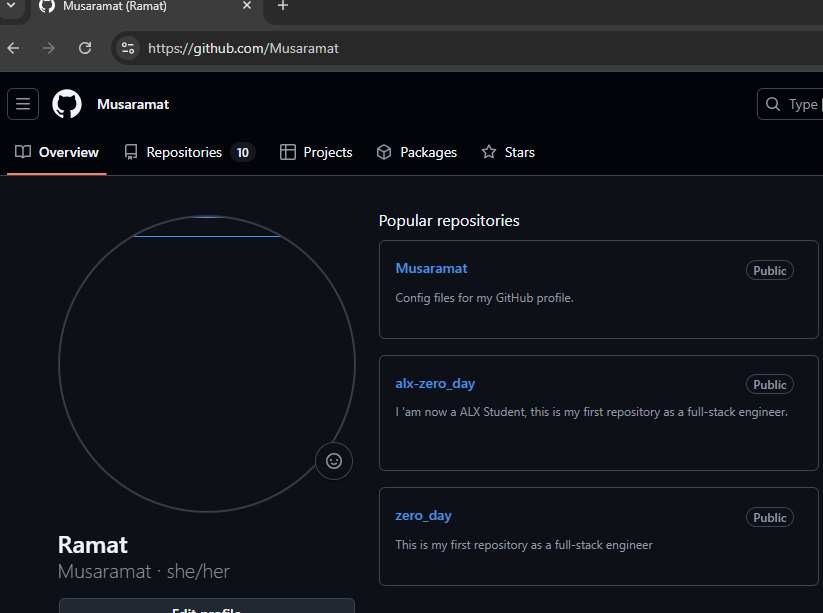 Musaramat (Ramat)
https://github.com/Musaramat
Musaramat
Type
Overview
Repositories 10
Projects
Packages
Stars
Popular repositories
Musaramat
Public
Config files for my GitHub profile.
alx-zero_day
Public
I 'am now a ALX Student, this is my first repository as a full-stack engineer.
zero_day
Public
This is my first repository as a full-stack engineer
Ramat
Musaramat · she/her
Edit profile